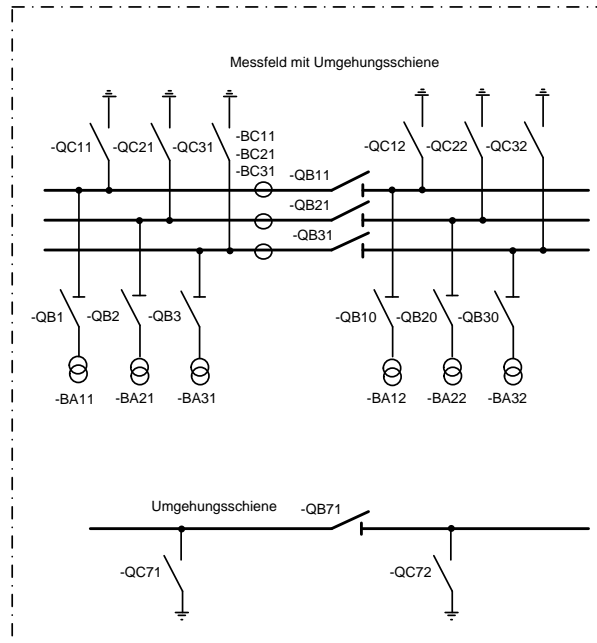 Messfeld mit Umgehungsschiene
-BC11
-QC11 -QC21 -QC31 -BC21 -QC12 -QC22 -QC32
-BC31
-QB11
-QB21
-QB31
-QB1 -QB2 -QB3 -QB10 -QB20 -QB30
-BA11 -BA21 -BA31 -BA12 -BA22 -BA32
Umgehungsschiene -QB71
-QC71 -QC72